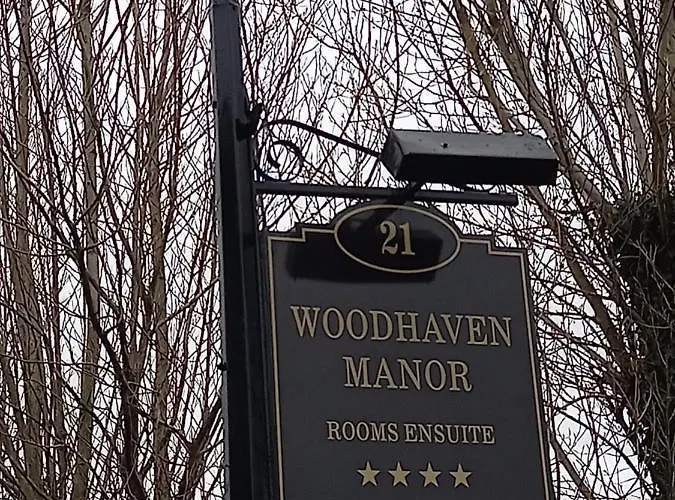 21
WOODHAVEN
MANOR
ROOMS ENSUITE
★★★★